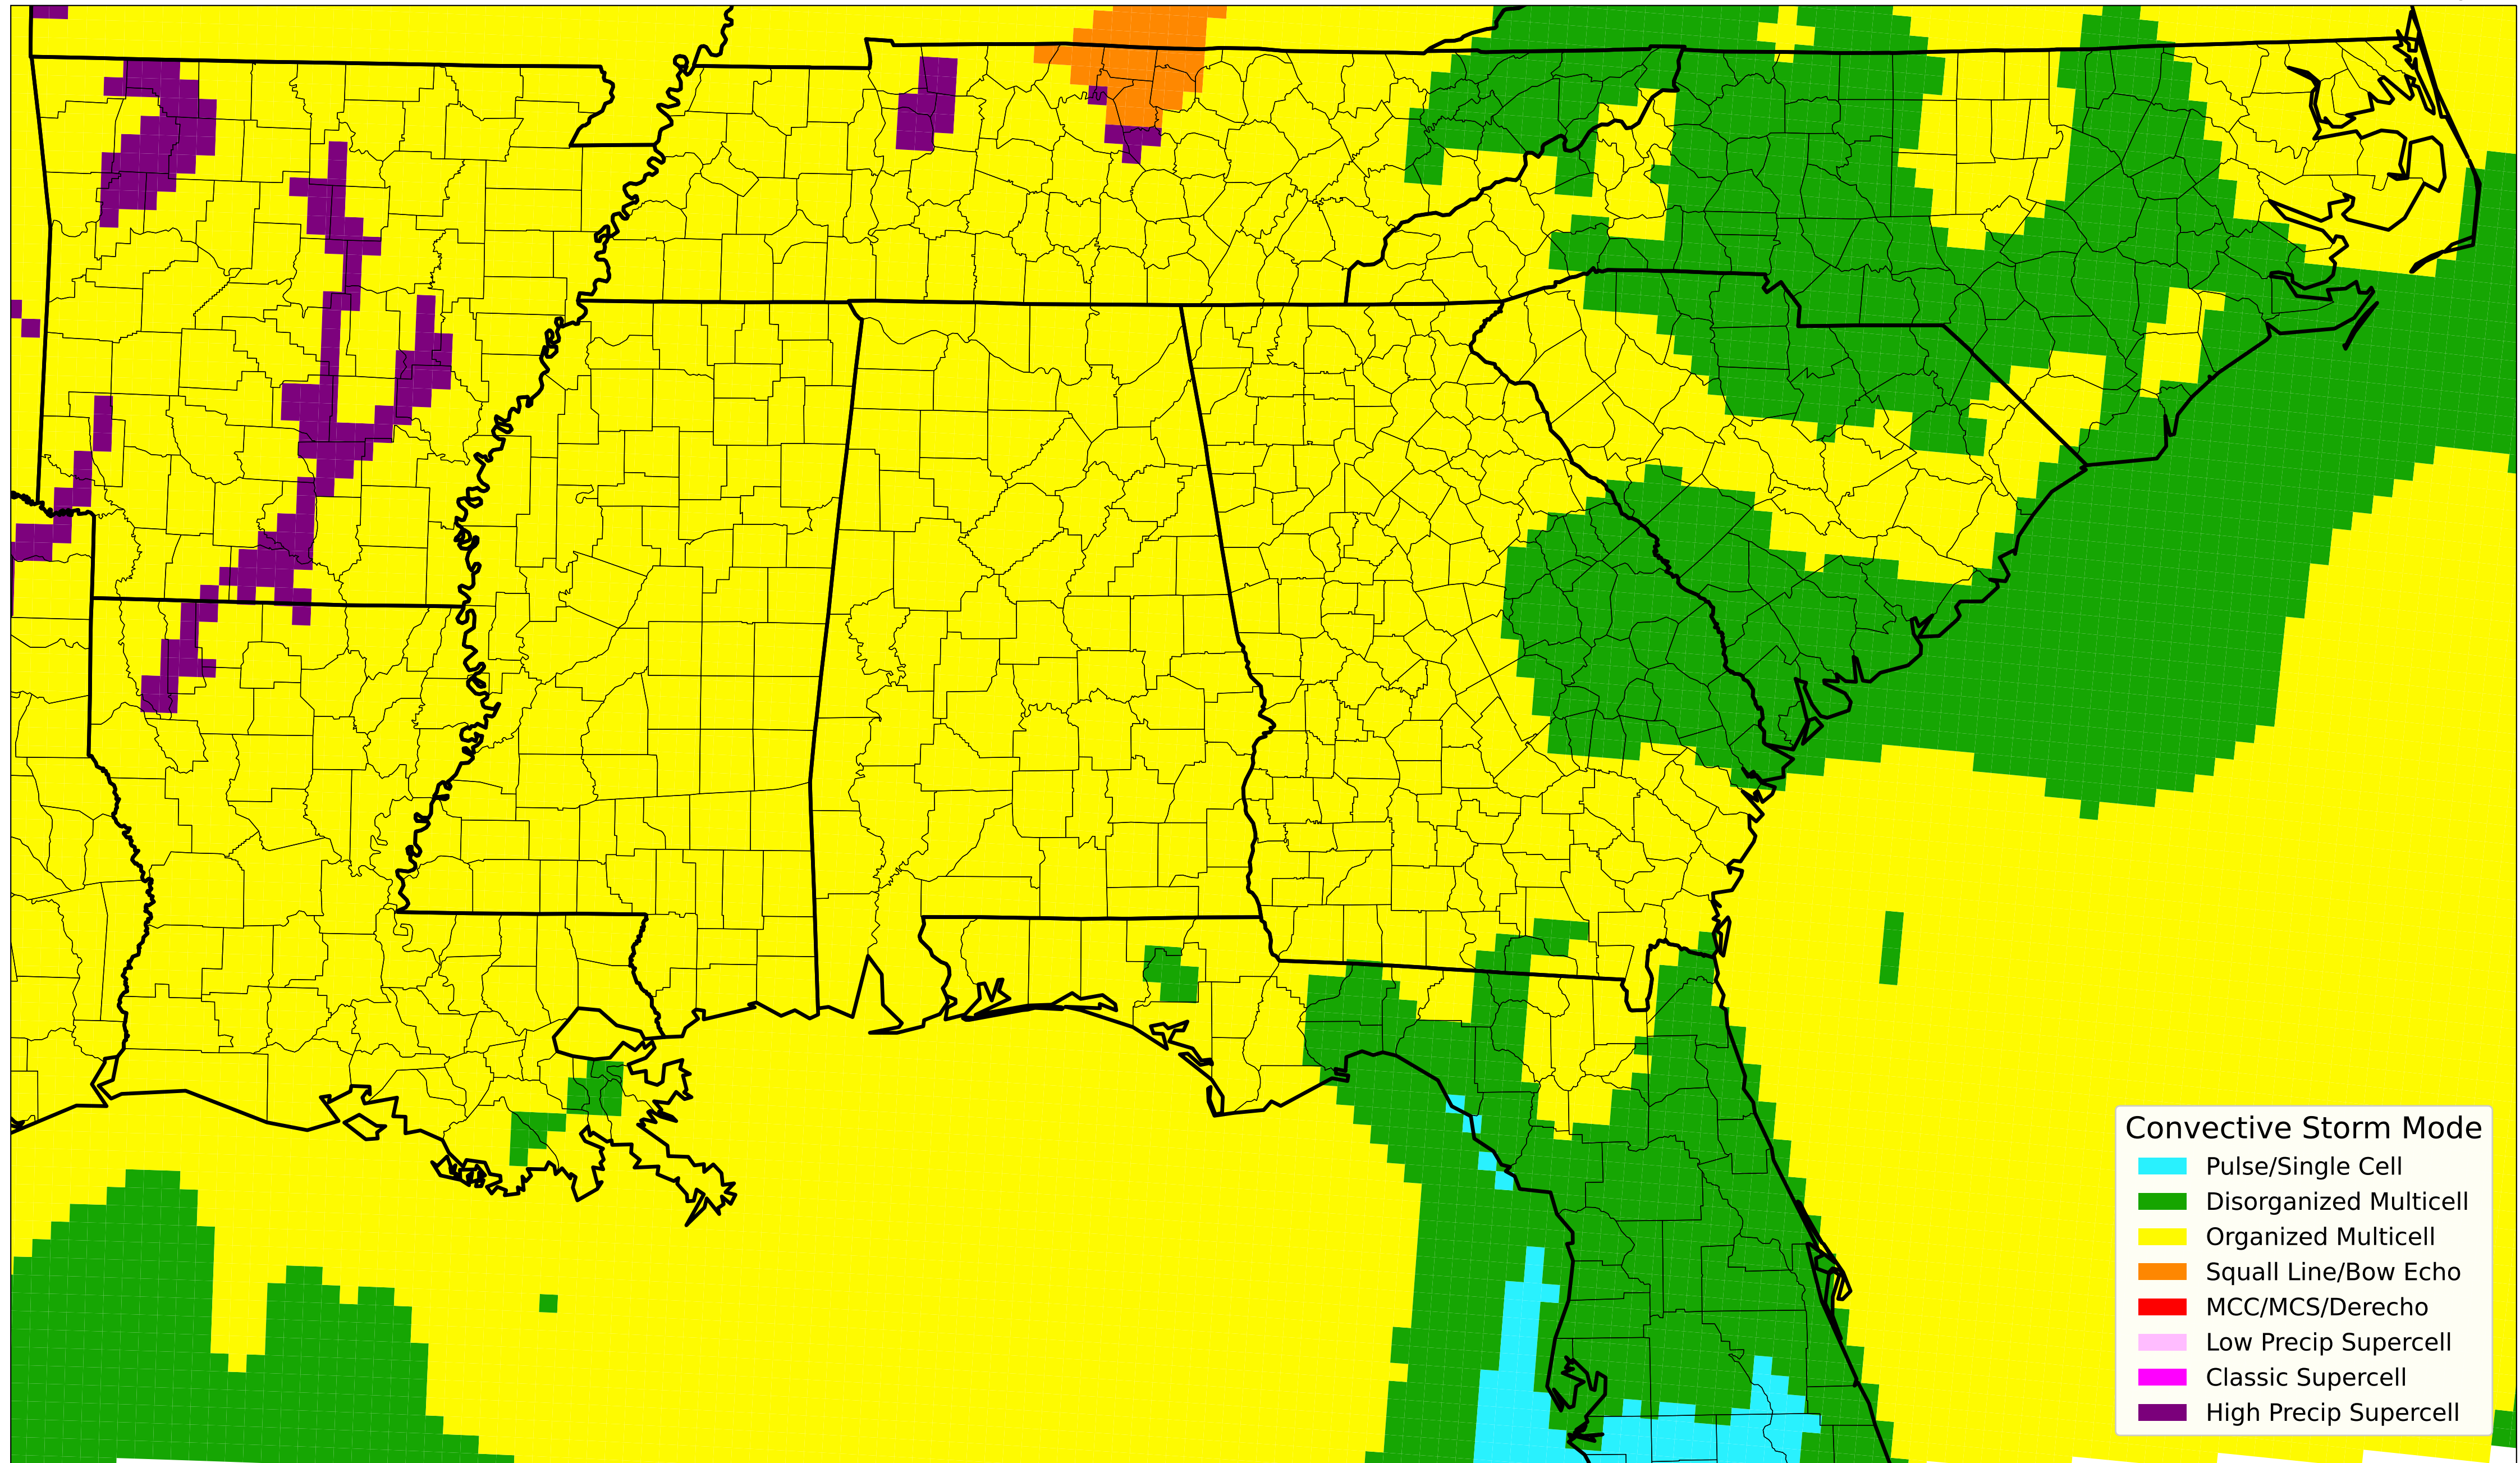 Convective Storm Mode
Pulse/Single Cell
Disorganized Multicell
Organized Multicell
Squall Line/Bow Echo
MCC/MCS/Derecho
Low Precip Supercell
Classic Supercell
High Precip Supercell